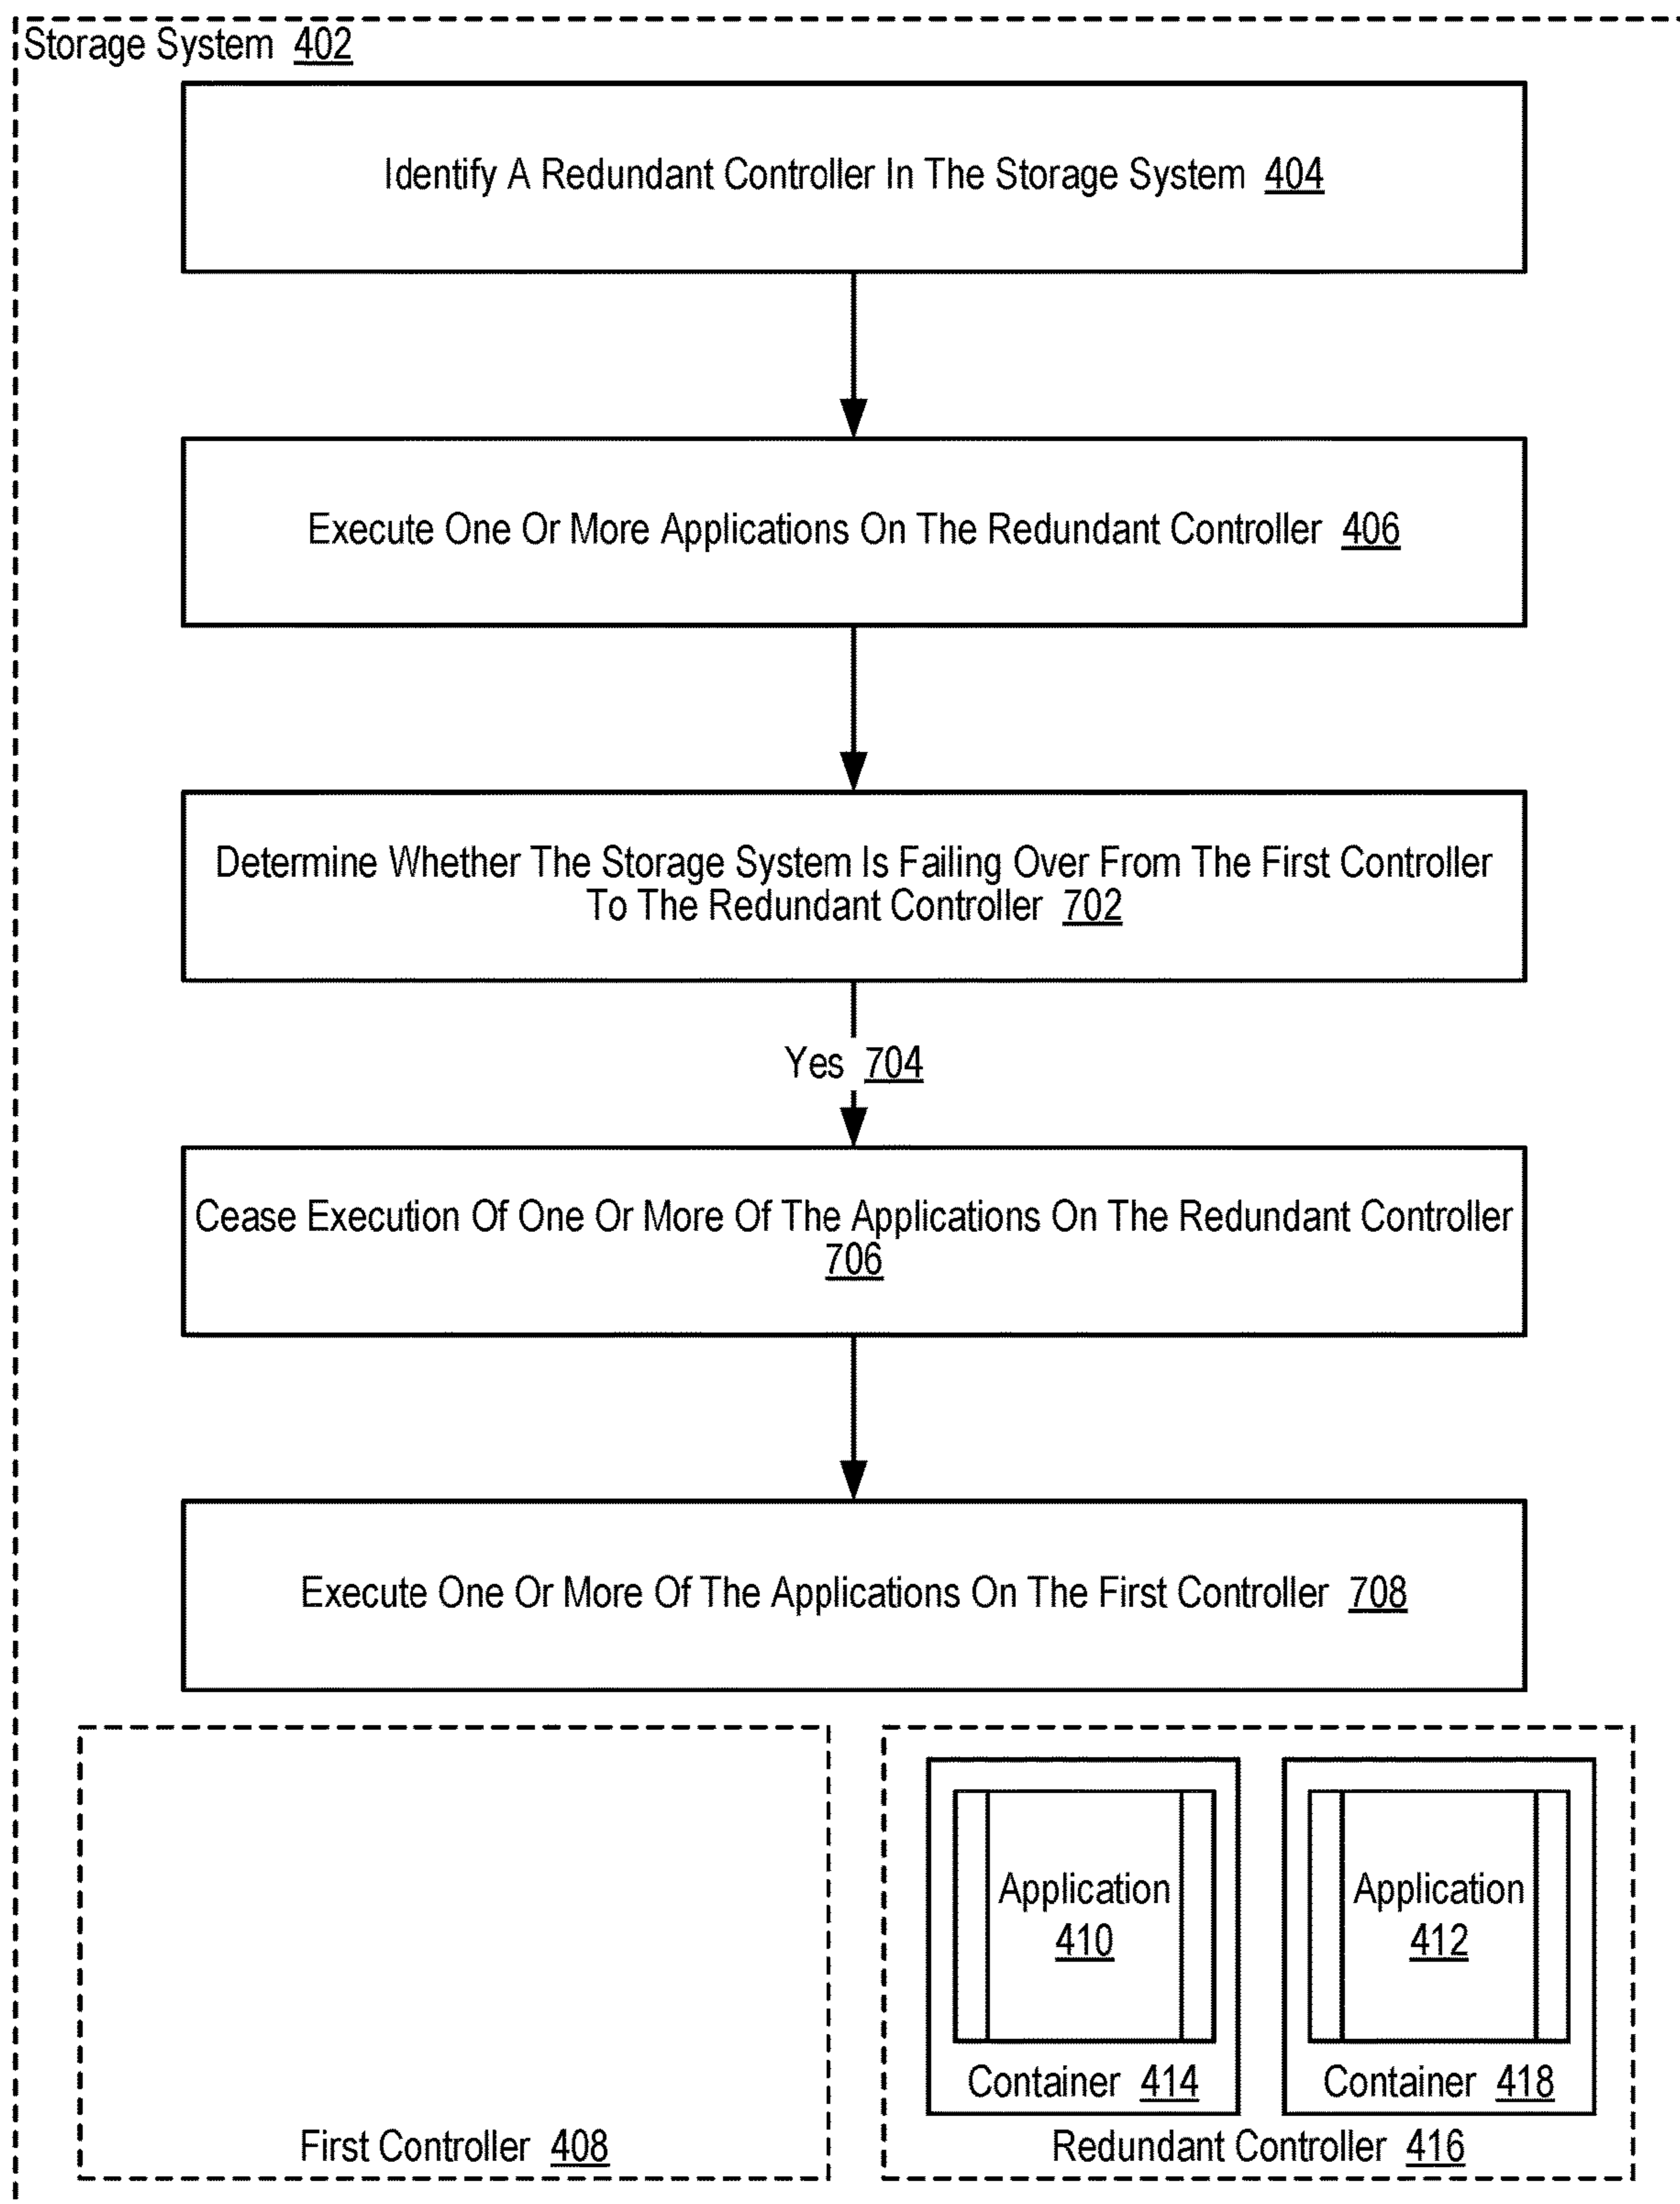 Storage System 402
Identify A Redundant Controller In The Storage System 404
Execute One Or More Applications On The Redundant Controller 406
Determine Whether The Storage System Is Failing Over From The First Controller
To The Redundant Controller 702
Yes 704
Cease Execution Of One Or More Of The Applications On The Redundant Controller
706
Execute One Or More Of The Applications On The First Controller 708
First Controller 408
Application
410
Container 414
Application
412
Container 418
Redundant Controller 416